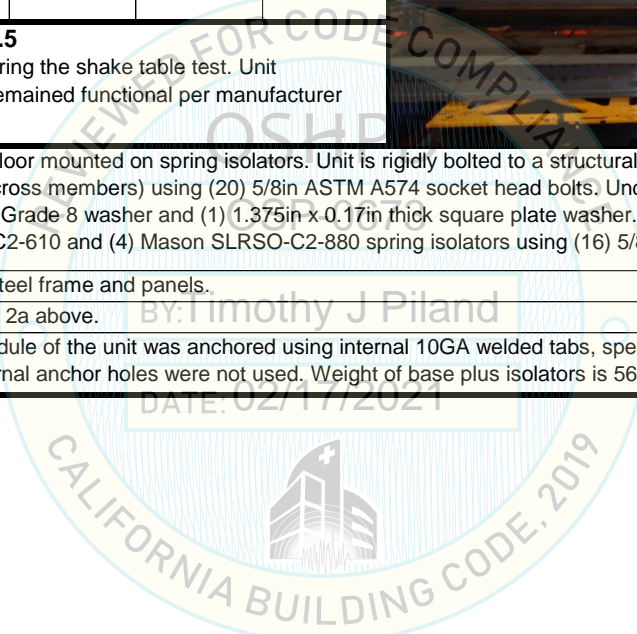 .5
ring the shake table test. Unit
emained functional per manufacturer
loor mounted on spring isolators. Unit is rigidly bolted to a structural
cross members) using (20) 5/8in ASTM A574 socket head bolts. Und
Grade 8 washer and (1) 1.375in x 0.17in thick square plate washer.
C2-610 and (4) Mason SLRSO-C2-880 spring isolators using (16) 5/8
teel frame and panels.
2a above.
dule of the unit was anchored using internal 10GA welded tabs, spe
rnal anchor holes were not used. Weight of base plus isolators is 56
REVIEWED FOR CODE COMPLIANCE
OSHPD
BY: Timothy J Piland
DATE: 02/17/2021
CALIFORNIA BUILDING CODE, 2019